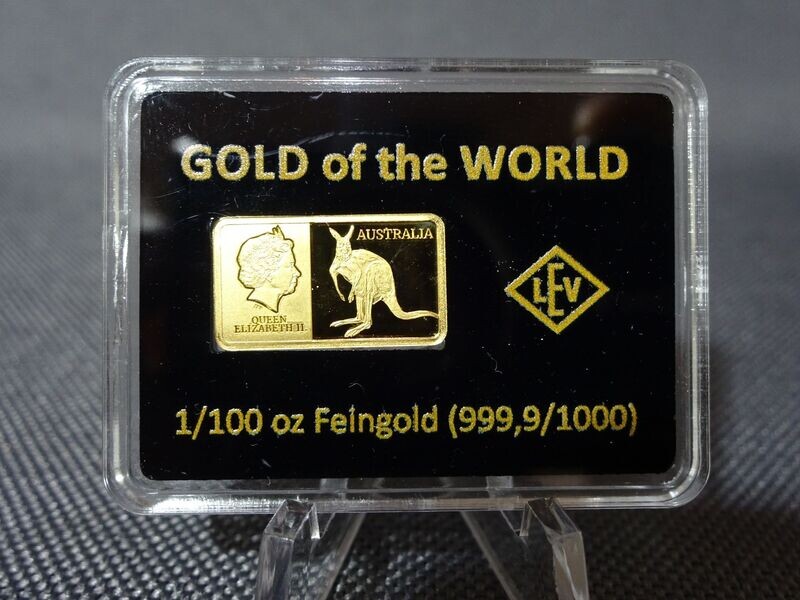 GOLD of the WORLD
AUSTRALIA
QUEEN
ELIZABETH II.
LEV
1/100 oz Feingold (999,9/1000)